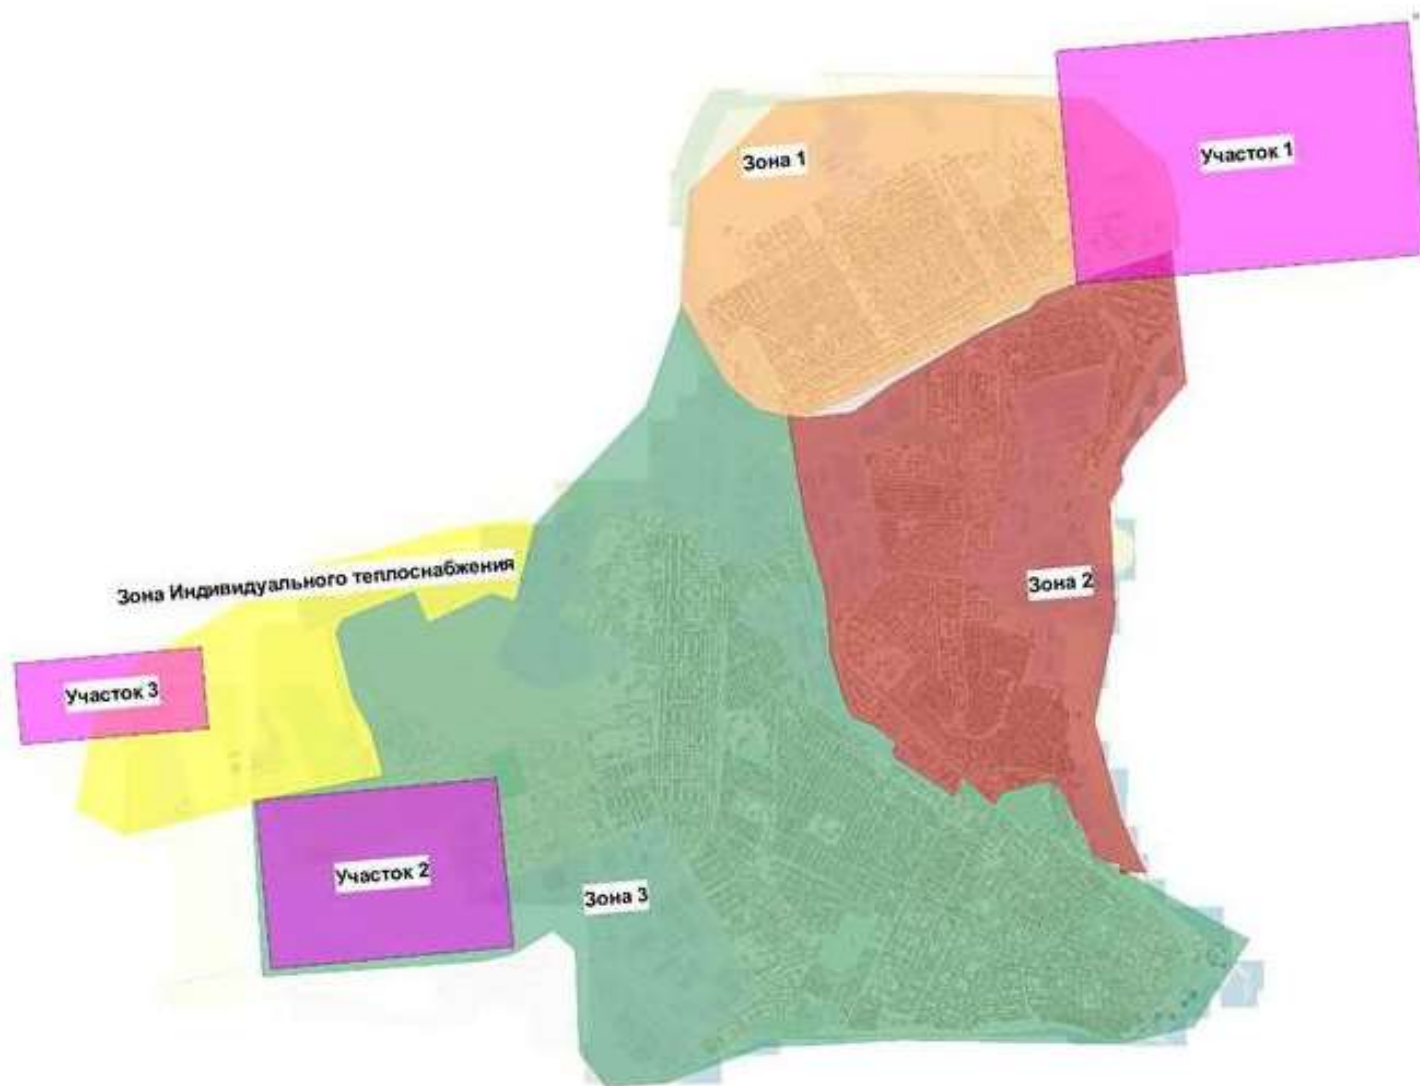 Зона 1
Участок 1
Зона Индивидуального теплоснабжения
Зона 2
Участок 3
Участок 2
Зона 3